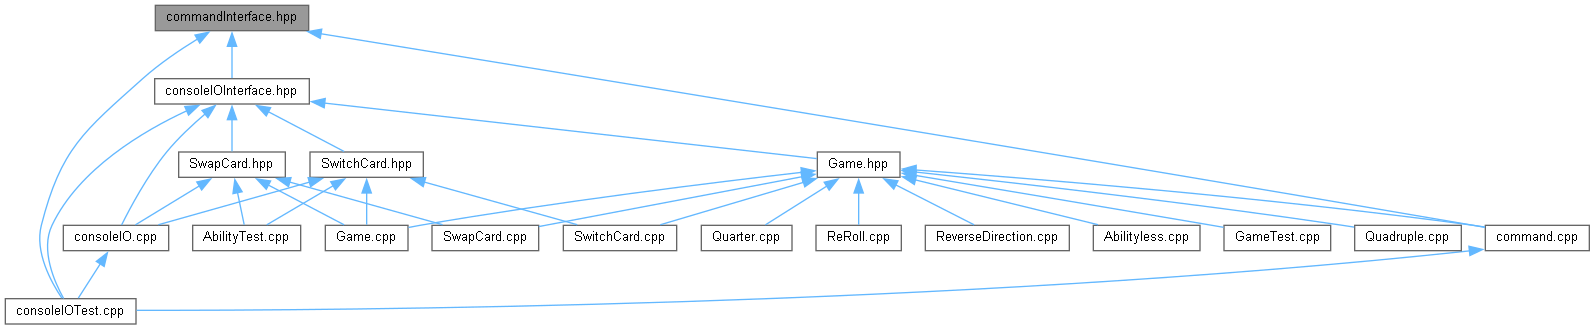 commandInterface.hpp
consoleIOInterface.hpp
SwapCard.hpp
SwitchCard.hpp
Game.hpp
consoleIO.cpp
AbilityTest.cpp
Game.cpp
SwapCard.cpp
SwitchCard.cpp
Quarter.cpp
ReRoll.cpp
ReverseDirection.cpp
Abilityless.cpp
GameTest.cpp
Quadruple.cpp
command.cpp
consoleIOTest.cpp